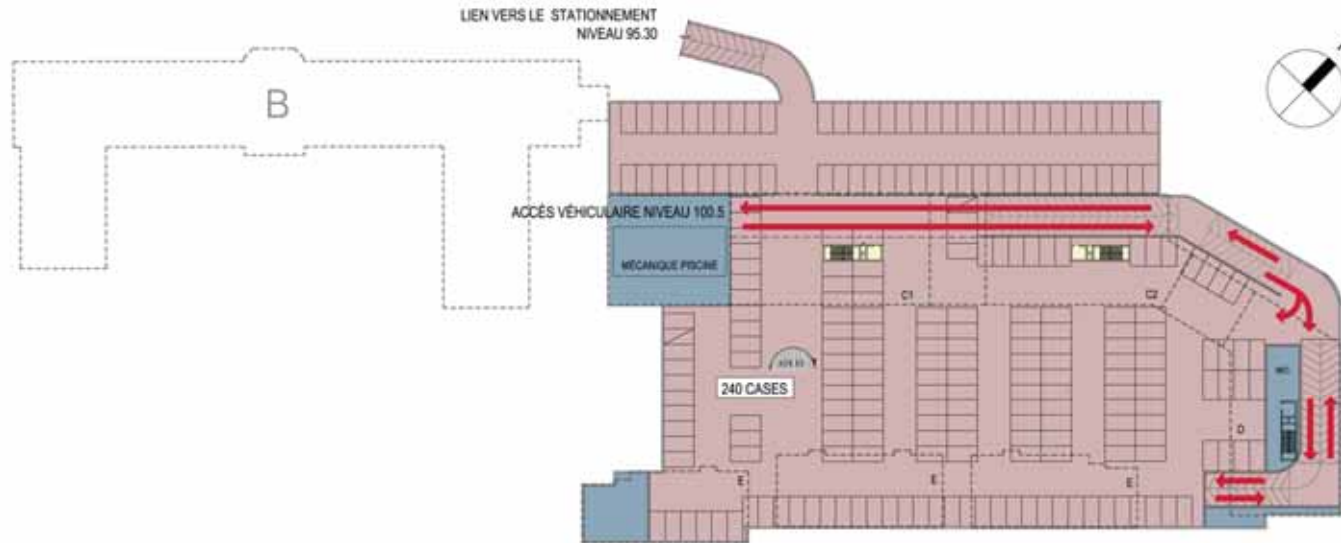 LIEN VERS LE STATIONNEMENT
NIVEAU 95.30
B
ACCÈS VÉHICULAIRE NIVEAU 100.5
MÉCANIQUE PISCINE
C1
C2
240 CASES
D
E
E
E